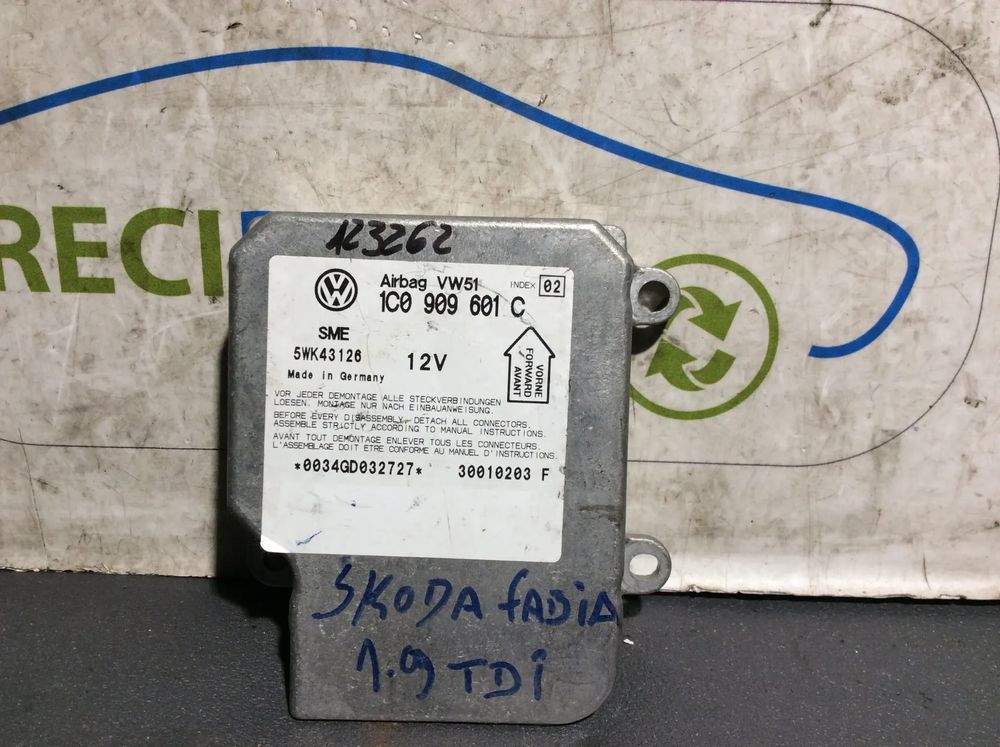 RECI
123262
Airbag VW51 INDEX 02
1C0 909 601 C
SME
5WK43126 12V
Made in Germany
VORNE
FORWARD
AVANT
VOR JEDER DEMONTAGE ALLE STECKVERBINDUNGEN
LOESEN. MONTAGE NUR NACH EINBAUANWEISUNG.
BEFORE EVERY DISASSEMBLY, DETACH ALL CONNECTORS.
ASSEMBLE STRICTLY ACCORDING TO MANUAL INSTRUCTIONS.
AVANT TOUT DEMONTAGE ENLEVER TOUS LES CONNECTEURS.
L'ASSEMBLAGE DOIT ETRE CONFORME AU MANUEL D'INSTRUCTIONS.
*0034GD032727* 30010203 F
ŠKODA fADiA
1.9 TDi